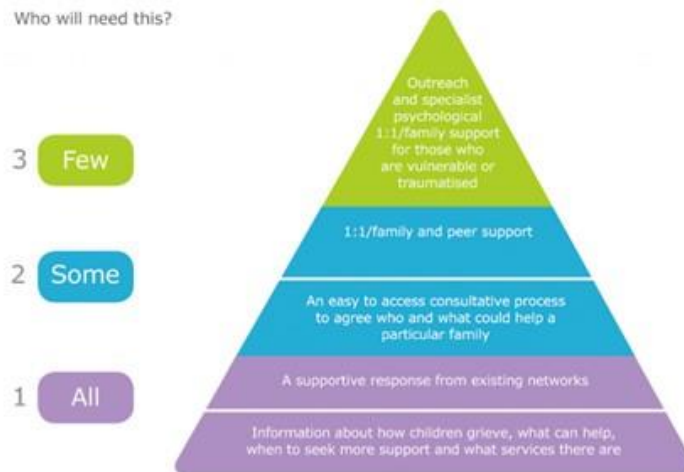 Who will need this?
Outreach
and specialist
psychological
1:1/family support
for those who
are vulnerable or
traumatised
3 Few
1:1/family and peer support
2 Some
An easy to access consultative process
to agree who and what could help a
particular family
A supportive response from existing networks
1 All
Information about how children grieve, what can help,
when to seek more support and what services there are